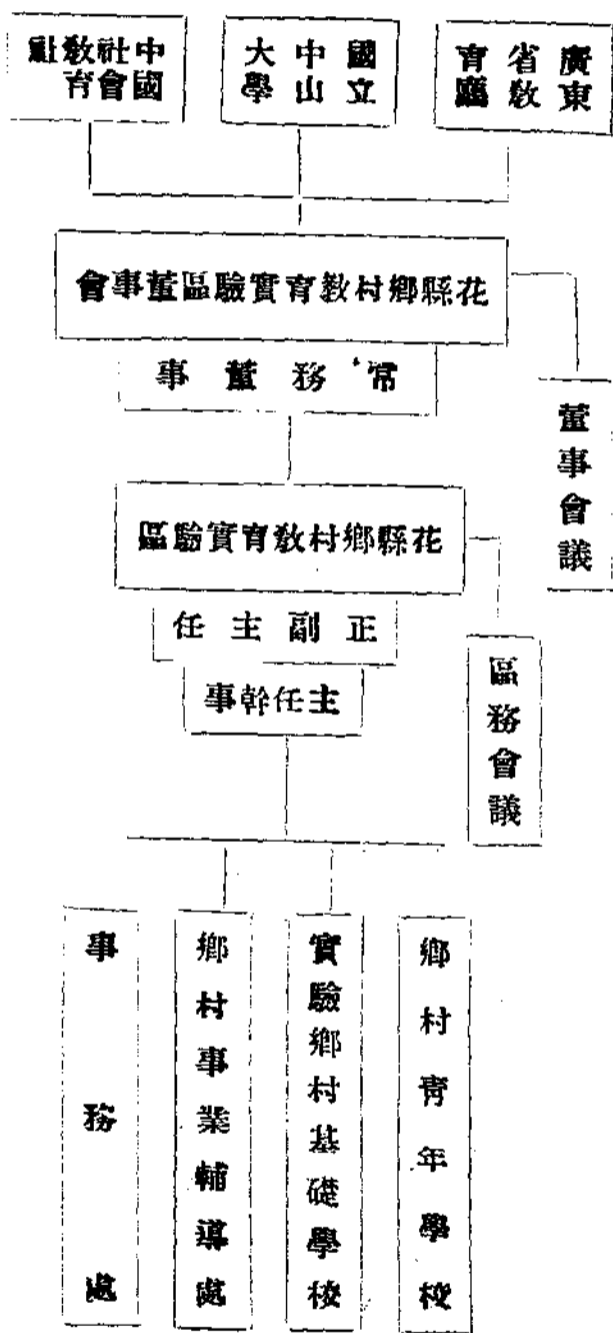 廣東
省教
育廳
國立
中山
大學
中國
社會
教育
社
花縣鄉村教育實驗區董事會
常務董事
董事會議
花縣鄉村教育實驗區
正副主任
主任幹事
區務會議
鄉村青年學校
實驗鄉村基礎學校
鄉村事業輔導處
事務處